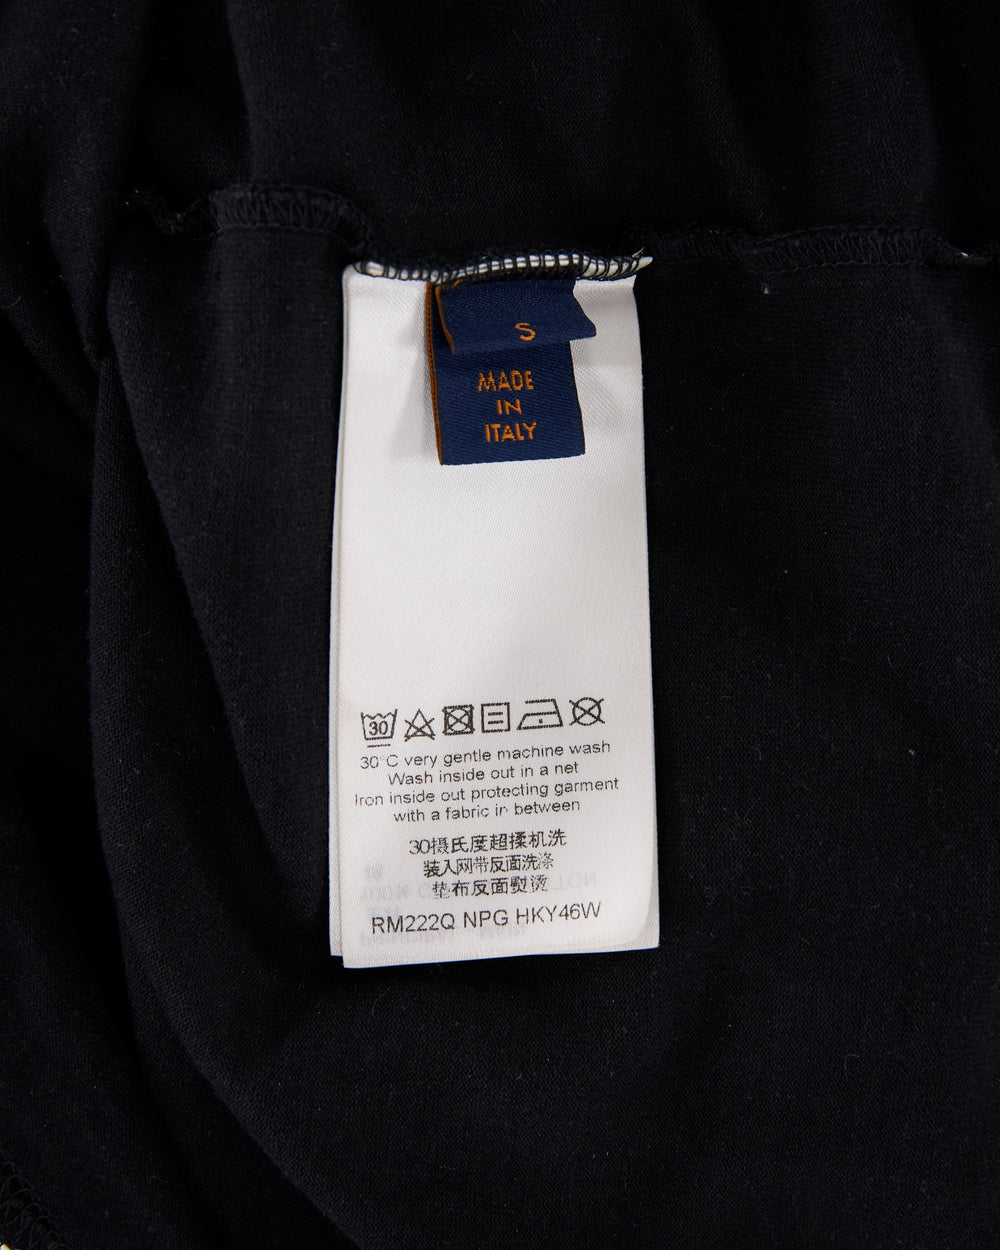 S
MADE
IN
ITALY
30
30°C very gentle machine wash
Wash inside out in a net
Iron inside out protecting garment
with a fabric in between
30摄氏度超揉机洗
装入网带反面洗涤
垫布反面熨烫
RM222Q NPG HKY46W